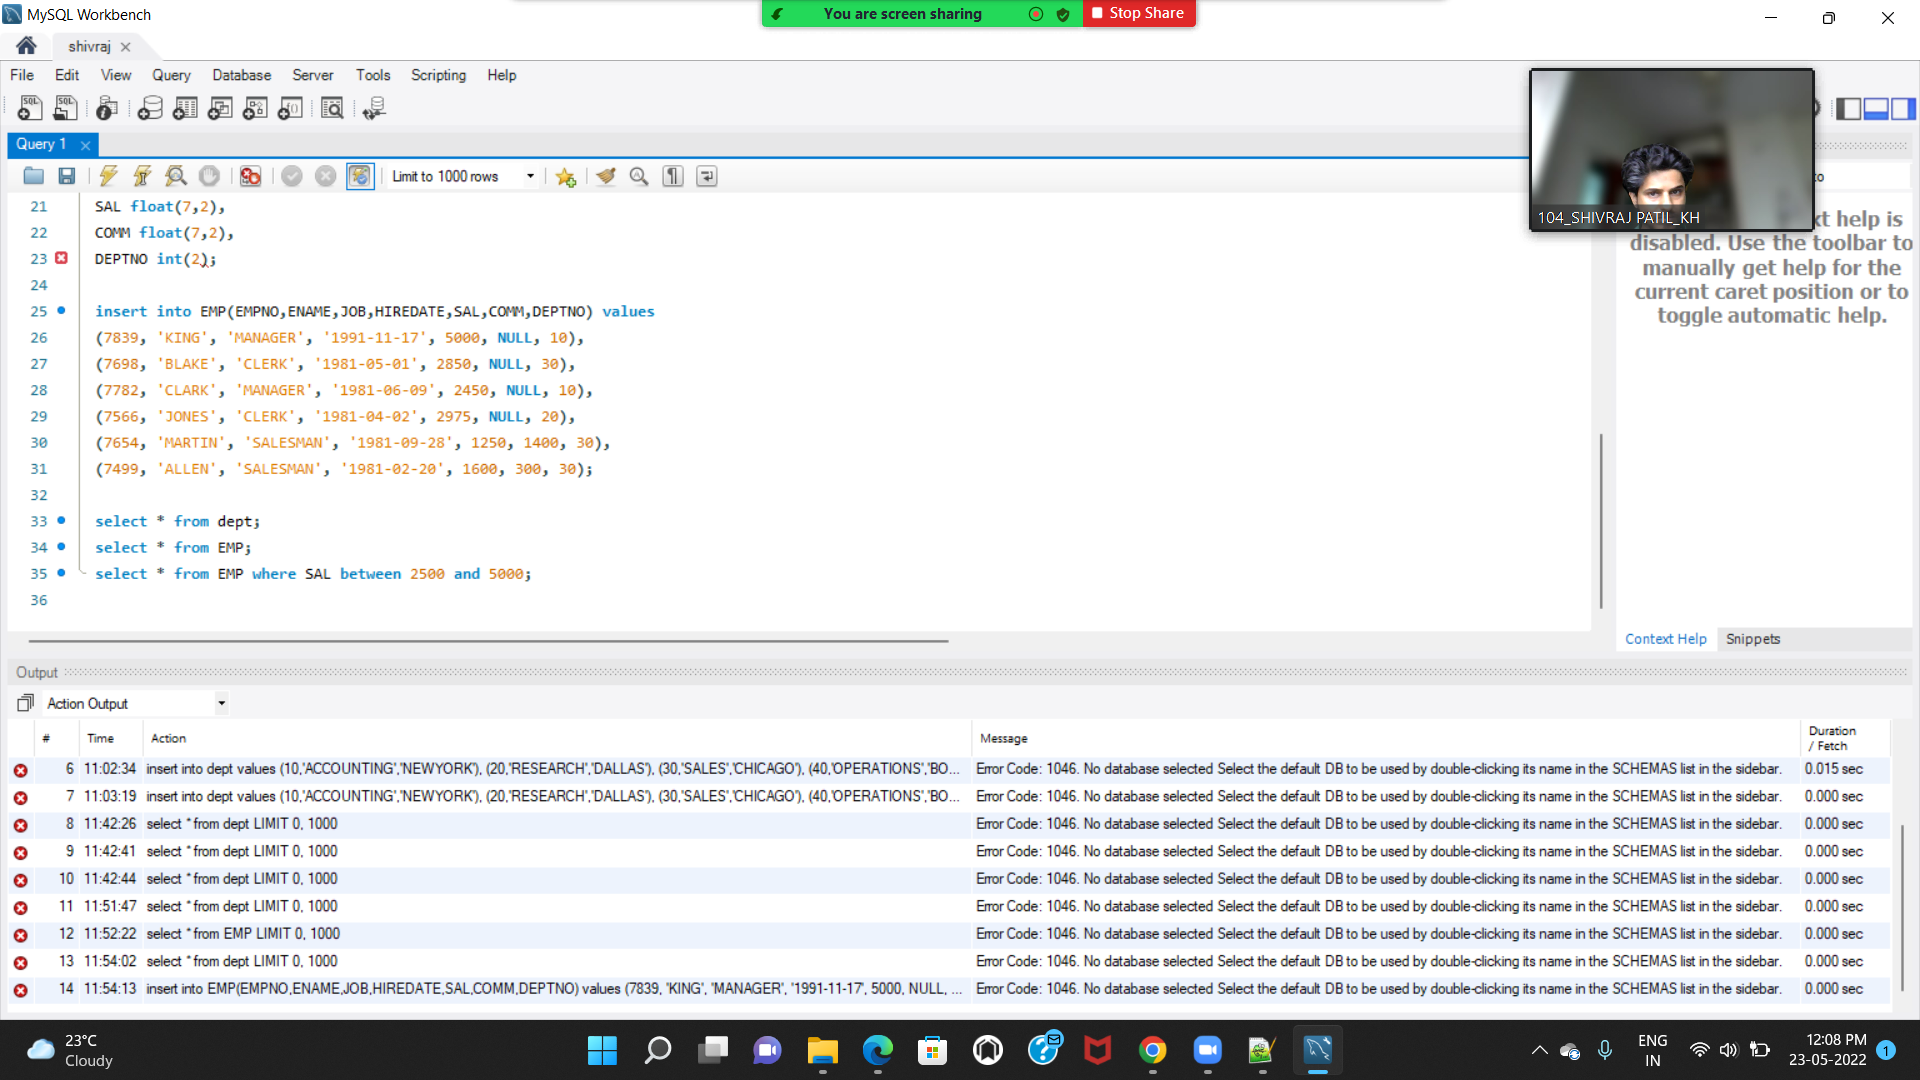 MySQL Workbench
You are screen sharing
Stop Share
shivraj
File Edit View Query Database Server Tools Scripting Help
Query 1
Limit to 1000 rows
21 SAL float(7,2),
22 COMM float(7,2),
23 DEPTNO int(2);
24
25 insert into EMP(EMPNO,ENAME,JOB,HIREDATE,SAL,COMM,DEPTNO) values
26 (7839, 'KING', 'MANAGER', '1991-11-17', 5000, NULL, 10),
27 (7698, 'BLAKE', 'CLERK', '1981-05-01', 2850, NULL, 30),
28 (7782, 'CLARK', 'MANAGER', '1981-06-09', 2450, NULL, 10),
29 (7566, 'JONES', 'CLERK', '1981-04-02', 2975, NULL, 20),
30 (7654, 'MARTIN', 'SALESMAN', '1981-09-28', 1250, 1400, 30),
31 (7499, 'ALLEN', 'SALESMAN', '1981-02-20', 1600, 300, 30);
32
33 select * from dept;
34 select * from EMP;
35 select * from EMP where SAL between 2500 and 5000;
36
104_SHIVRAJ PATIL_KH
help is
disabled. Use the toolbar to
manually get help for the
current caret position or to
toggle automatic help.
Context Help Snippets
Output
Action Output
# Time Action Message Duration / Fetch
6 11:02:34 insert into dept values (10,'ACCOUNTING','NEWYORK'), (20,'RESEARCH','DALLAS'), (30,'SALES','CHICAGO'), (40,'OPERATIONS','BO... Error Code: 1046. No database selected Select the default DB to be used by double-clicking its name in the SCHEMAS list in the sidebar. 0.015 sec
7 11:03:19 insert into dept values (10,'ACCOUNTING','NEWYORK'), (20,'RESEARCH','DALLAS'), (30,'SALES','CHICAGO'), (40,'OPERATIONS','BO... Error Code: 1046. No database selected Select the default DB to be used by double-clicking its name in the SCHEMAS list in the sidebar. 0.000 sec
8 11:42:26 select * from dept LIMIT 0, 1000 Error Code: 1046. No database selected Select the default DB to be used by double-clicking its name in the SCHEMAS list in the sidebar. 0.000 sec
9 11:42:41 select * from dept LIMIT 0, 1000 Error Code: 1046. No database selected Select the default DB to be used by double-clicking its name in the SCHEMAS list in the sidebar. 0.000 sec
10 11:42:44 select * from dept LIMIT 0, 1000 Error Code: 1046. No database selected Select the default DB to be used by double-clicking its name in the SCHEMAS list in the sidebar. 0.000 sec
11 11:51:47 select * from dept LIMIT 0, 1000 Error Code: 1046. No database selected Select the default DB to be used by double-clicking its name in the SCHEMAS list in the sidebar. 0.000 sec
12 11:52:22 select * from EMP LIMIT 0, 1000 Error Code: 1046. No database selected Select the default DB to be used by double-clicking its name in the SCHEMAS list in the sidebar. 0.000 sec
13 11:54:02 select * from dept LIMIT 0, 1000 Error Code: 1046. No database selected Select the default DB to be used by double-clicking its name in the SCHEMAS list in the sidebar. 0.000 sec
14 11:54:13 insert into EMP(EMPNO,ENAME,JOB,HIREDATE,SAL,COMM,DEPTNO) values (7839, 'KING', 'MANAGER', '1991-11-17', 5000, NULL, ... Error Code: 1046. No database selected Select the default DB to be used by double-clicking its name in the SCHEMAS list in the sidebar. 0.000 sec
23°C
Cloudy
ENG
IN
12:08 PM
23-05-2022
1